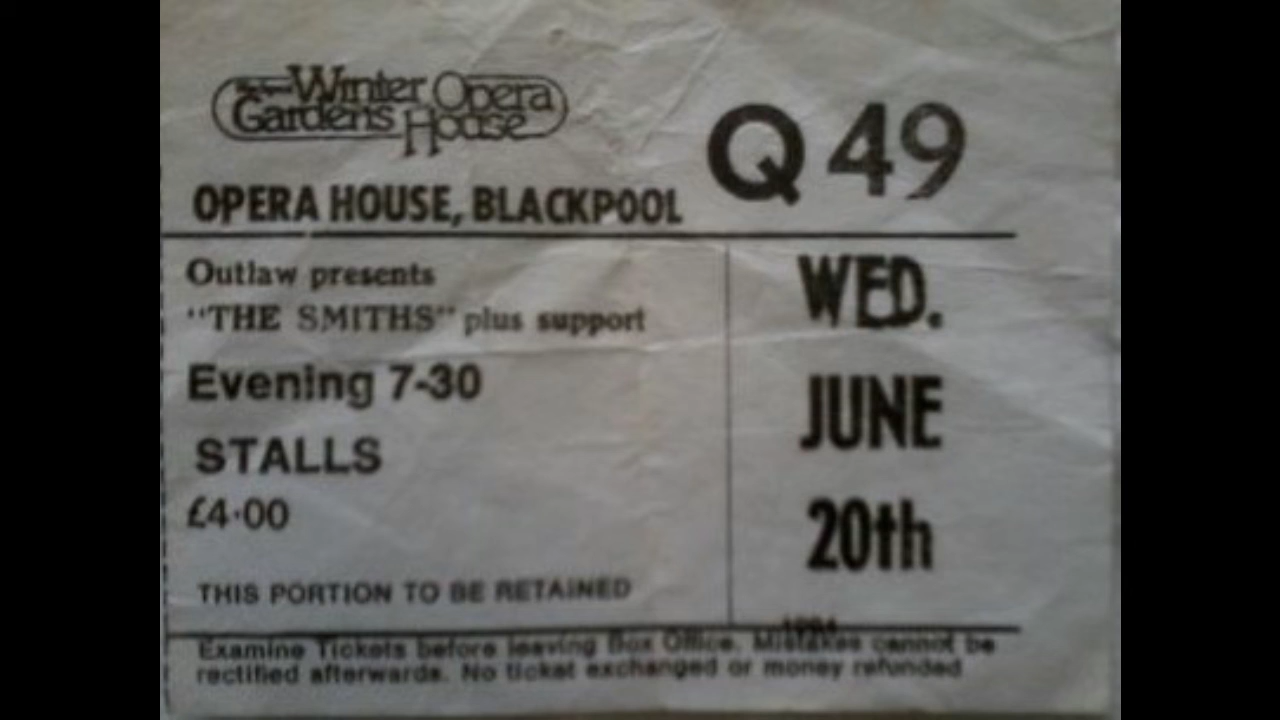 Winter Gardens Opera House
Q 49
OPERA HOUSE, BLACKPOOL
Outlaw presents
"THE SMITHS" plus support
Evening 7-30
STALLS
£4·00
WED.
JUNE
20th
THIS PORTION TO BE RETAINED
Examine Tickets before leaving Box Office. Mistakes cannot be
rectified afterwards. No ticket exchanged or money refunded